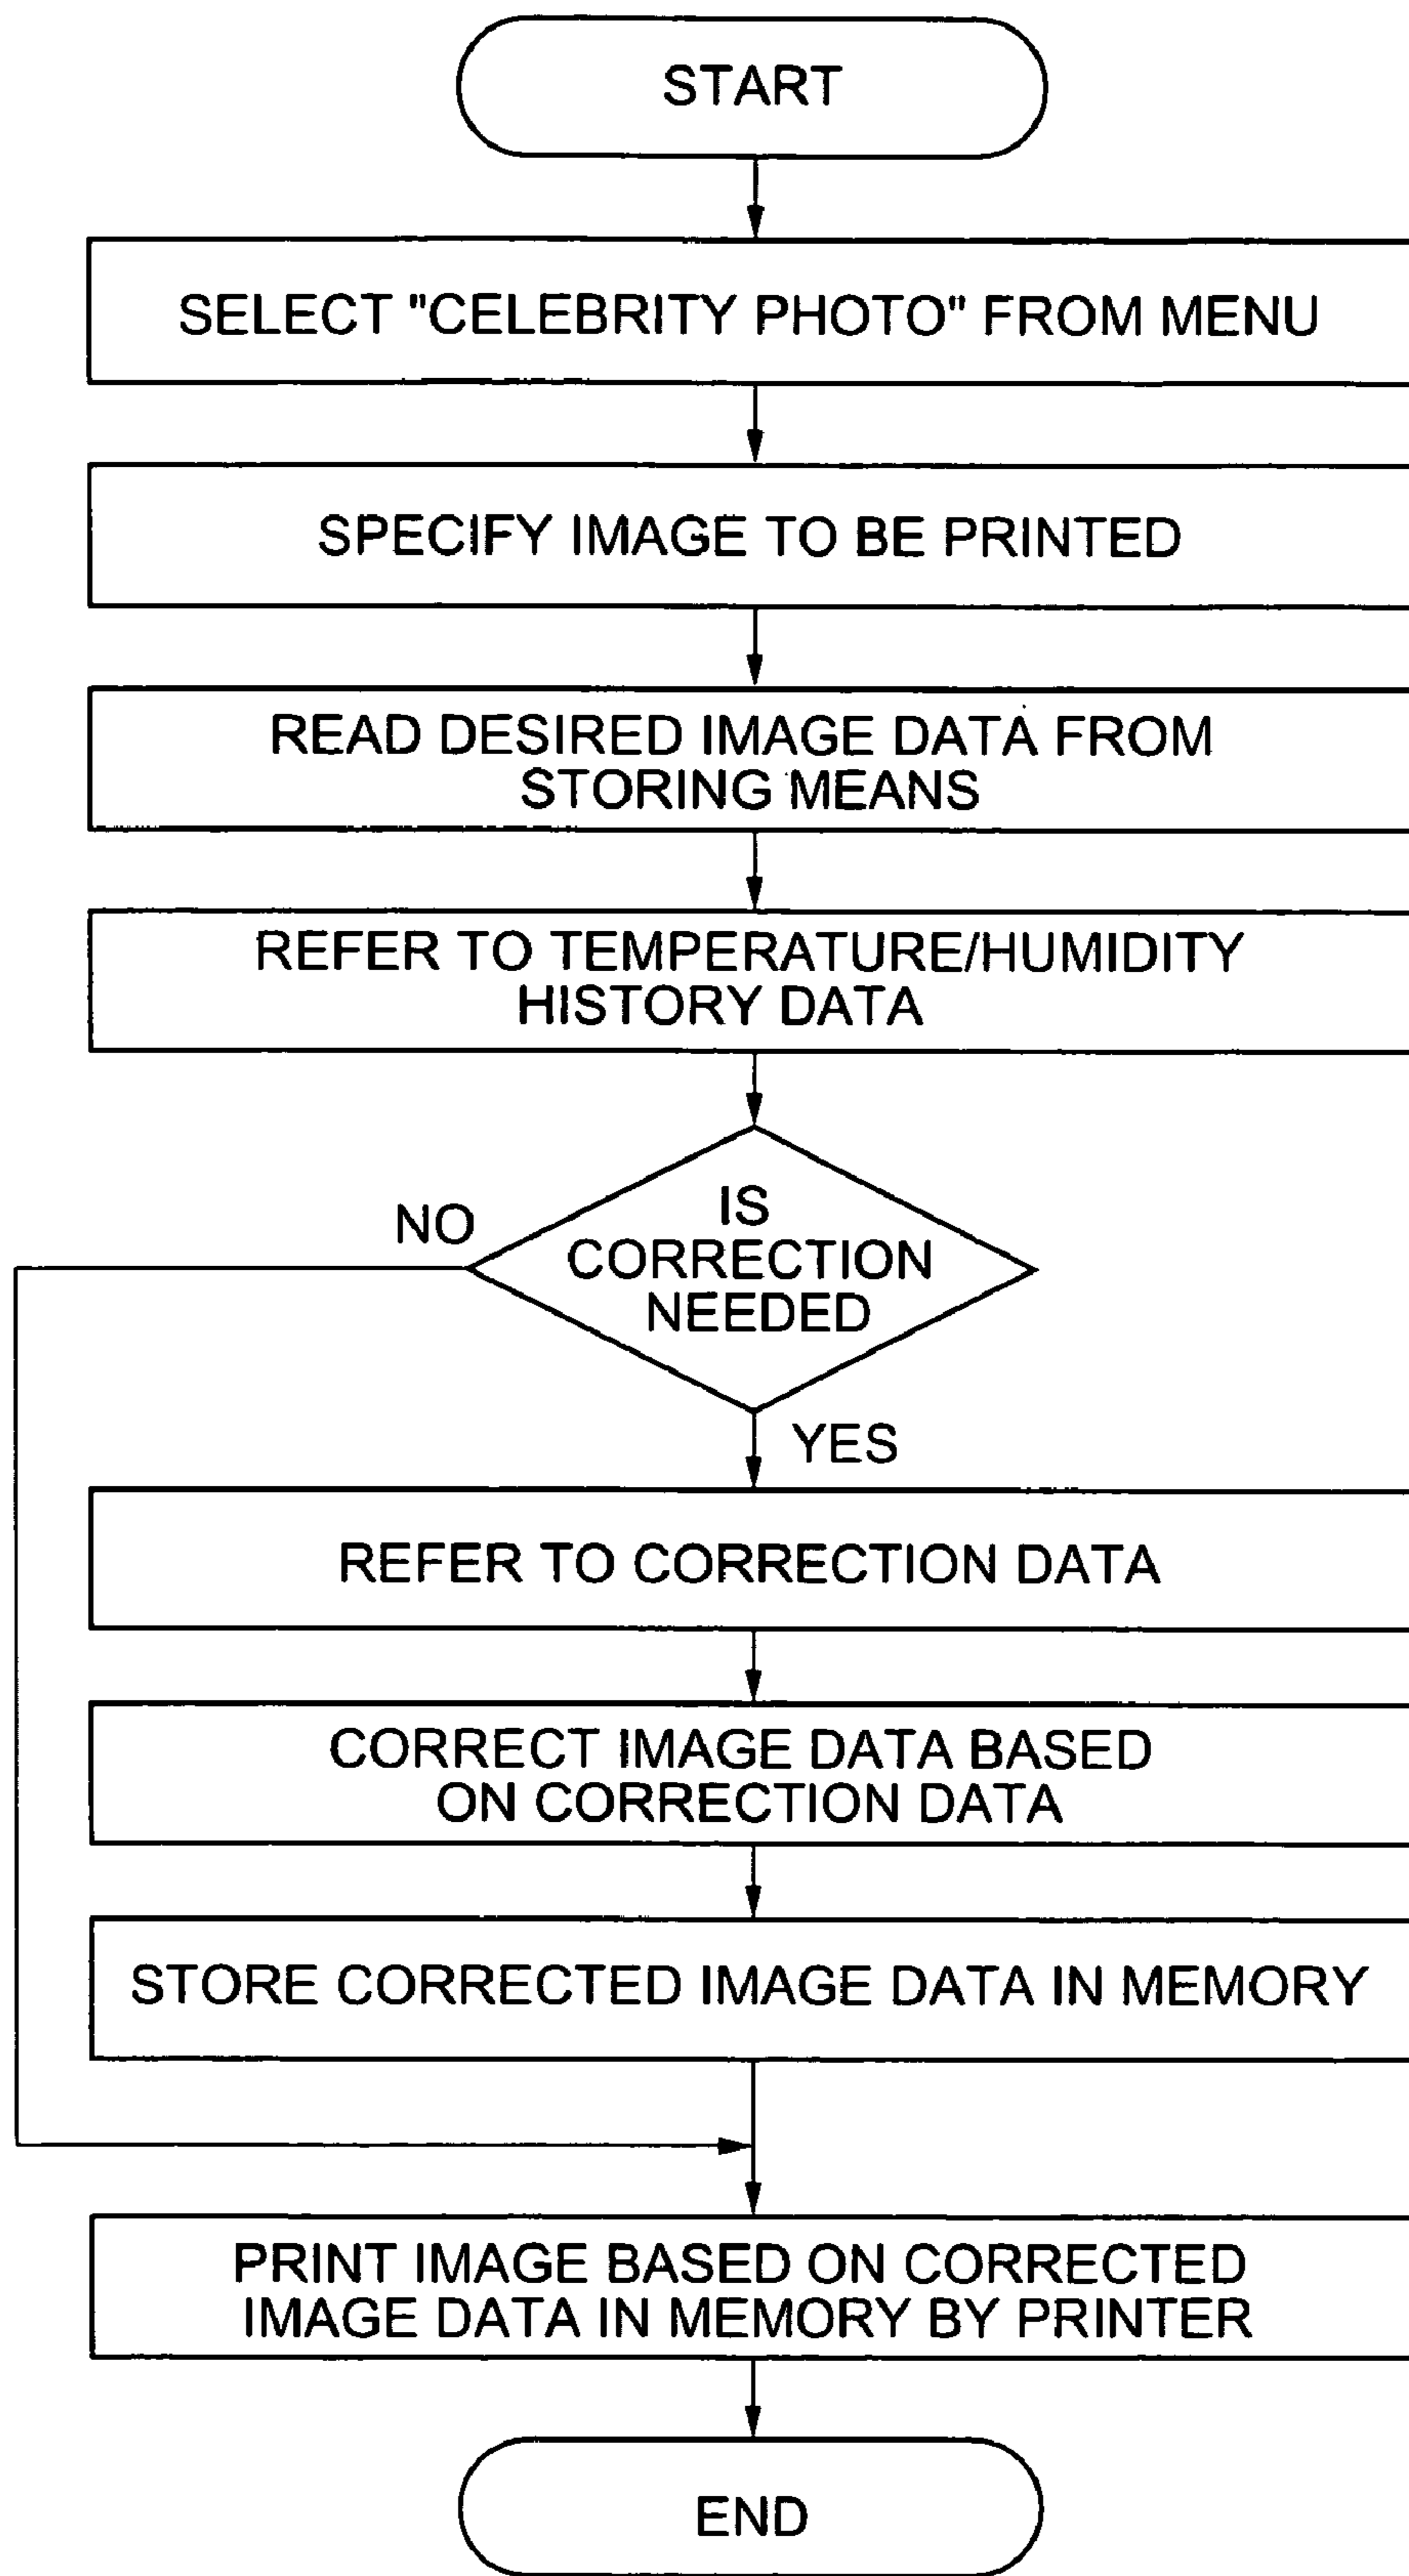 START
SELECT "CELEBRITY PHOTO" FROM MENU
SPECIFY IMAGE TO BE PRINTED
READ DESIRED IMAGE DATA FROM
STORING MEANS
REFER TO TEMPERATURE/HUMIDITY
HISTORY DATA
NO
IS
CORRECTION
NEEDED
YES
REFER TO CORRECTION DATA
CORRECT IMAGE DATA BASED
ON CORRECTION DATA
STORE CORRECTED IMAGE DATA IN MEMORY
PRINT IMAGE BASED ON CORRECTED
IMAGE DATA IN MEMORY BY PRINTER
END